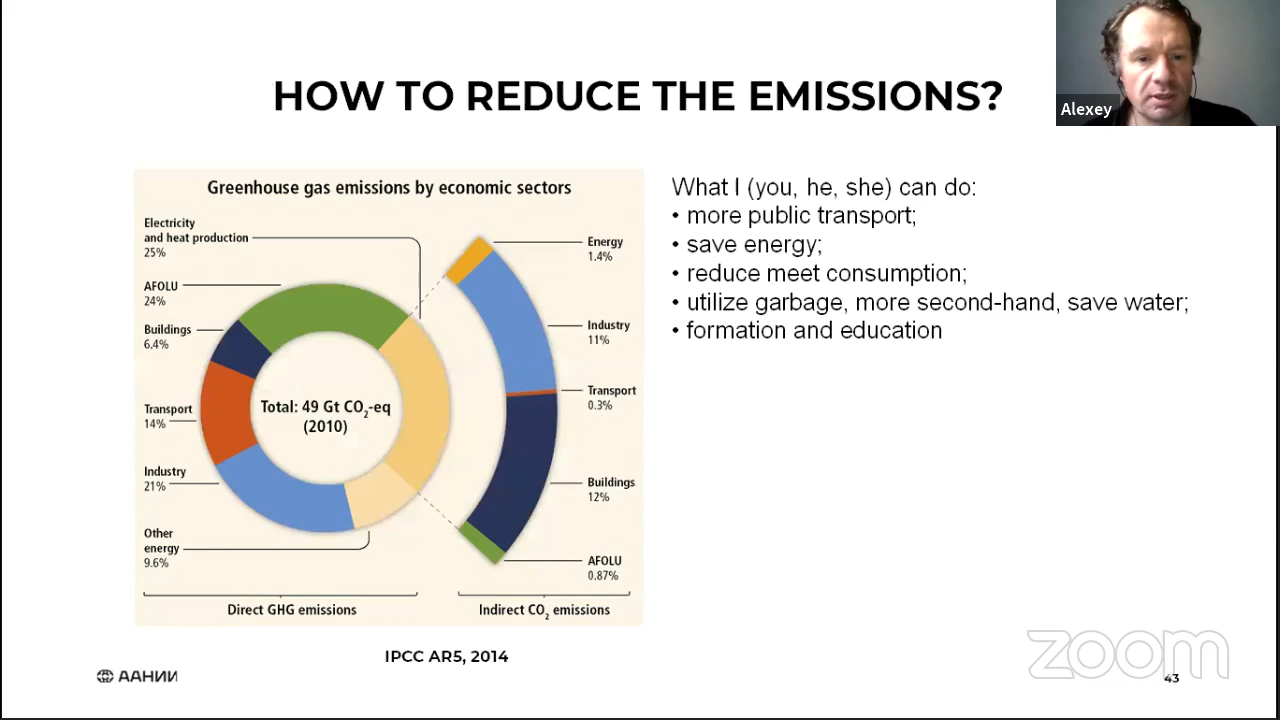 HOW TO REDUCE THE EMISSIONS?
Alexey
Greenhouse gas emissions by economic sectors
Electricity
and heat production
25%
AFOLU
24%
Buildings
6.4%
Transport
14%
Industry
21%
Other
energy
9.6%
Total: 49 Gt CO₂-eq
(2010)
Energy
1.4%
Industry
11%
Transport
0.3%
Buildings
12%
AFOLU
0.87%
Direct GHG emissions
Indirect CO₂ emissions
IPCC AR5, 2014
What I (you, he, she) can do:
• more public transport;
• save energy;
• reduce meet consumption;
• utilize garbage, more second-hand, save water;
• formation and education
ААНИИ
zoom
43